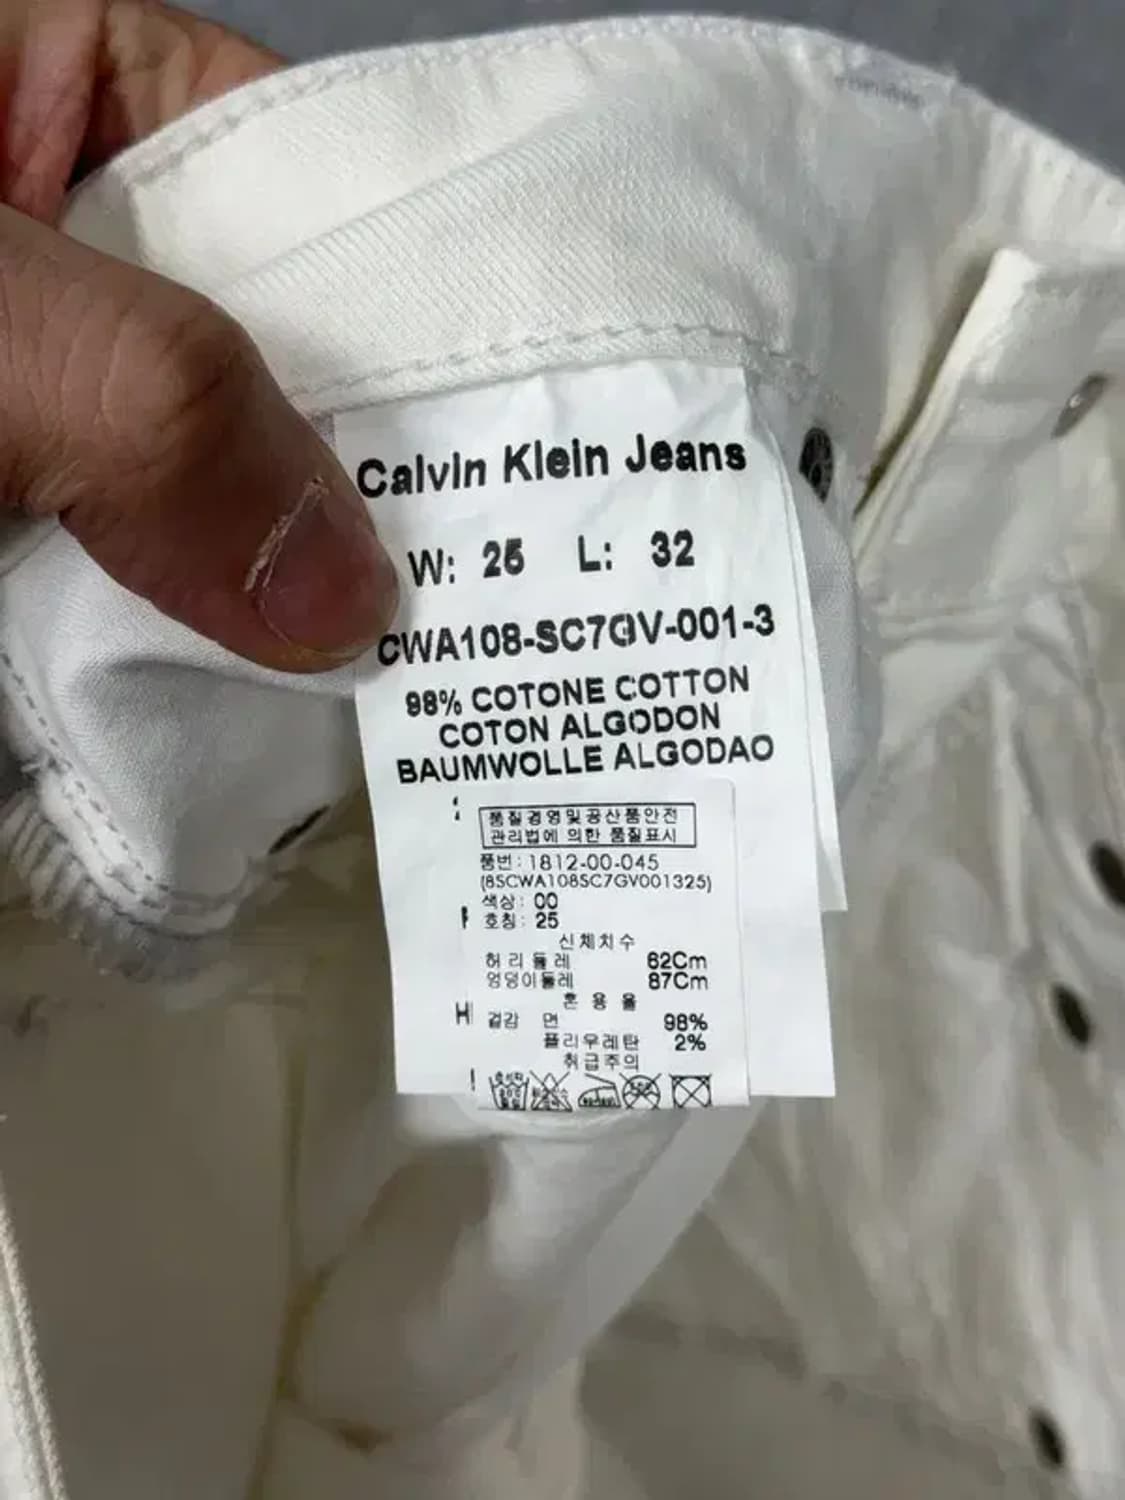 Calvin Klein Jeans
W: 25 L: 32
CWA108-SC7GV-001-3
98% COTONE COTTON
COTON ALGODON
BAUMWOLLE ALGODAO
품질경영및공산품안전
관리법에 의한 품질표시
품번: 1812-00-045
(8SCWA108SC7GV001325)
색상: 00
호칭: 25
신체치수
허리둘레 62Cm
엉덩이둘레 87Cm
혼용율
겉감 면 98%
폴리우레탄 2%
취급주의